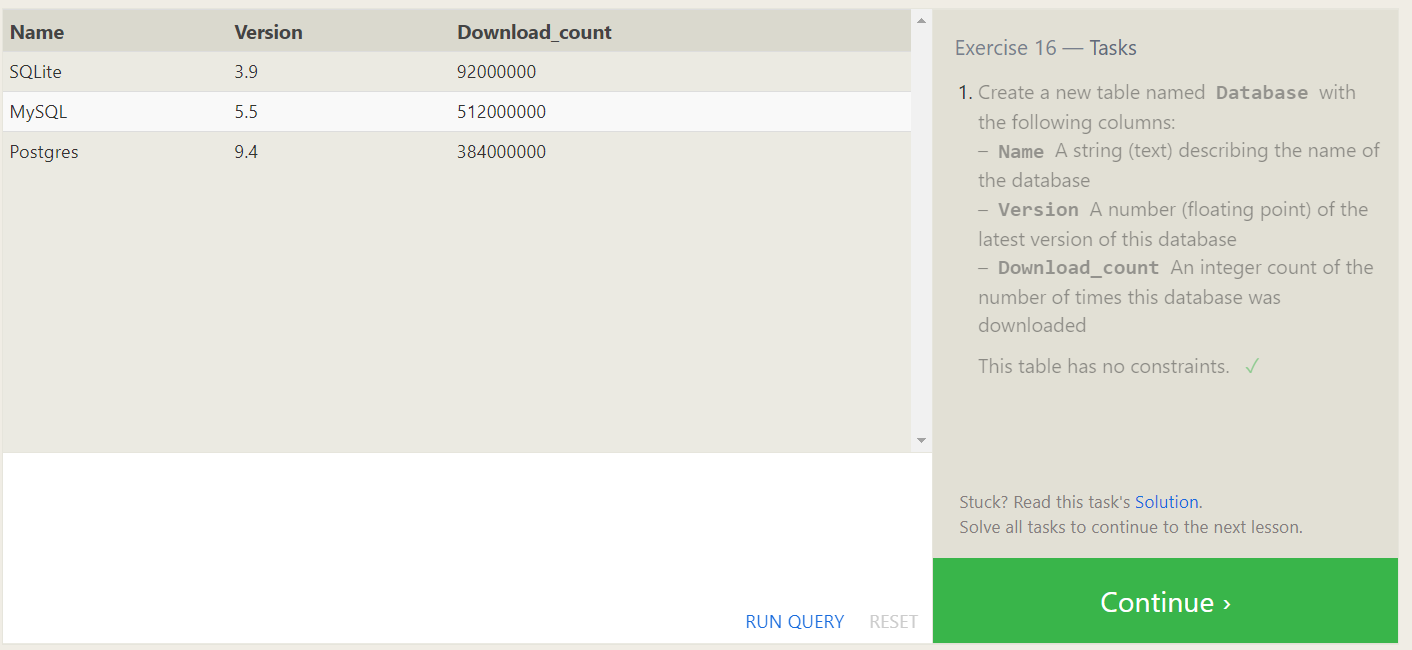 Name Version Download_count
SQLite 3.9 92000000
MySQL 5.5 512000000
Postgres 9.4 384000000
RUN QUERY RESET
Exercise 16 — Tasks
1. Create a new table named Database with
the following columns:
– Name A string (text) describing the name of
the database
– Version A number (floating point) of the
latest version of this database
– Download_count An integer count of the
number of times this database was
downloaded
This table has no constraints. ✓
Stuck? Read this task's Solution.
Solve all tasks to continue to the next lesson.
Continue ›